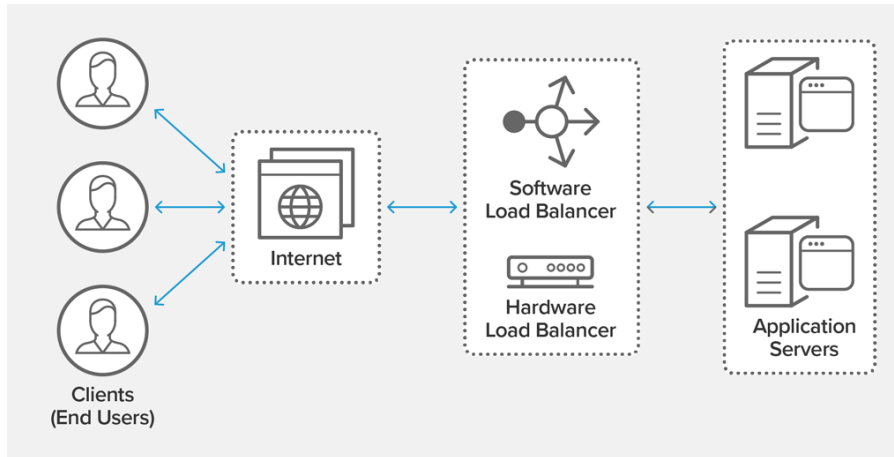 Clients
(End Users)
Internet
Software
Load Balancer
Hardware
Load Balancer
Application
Servers